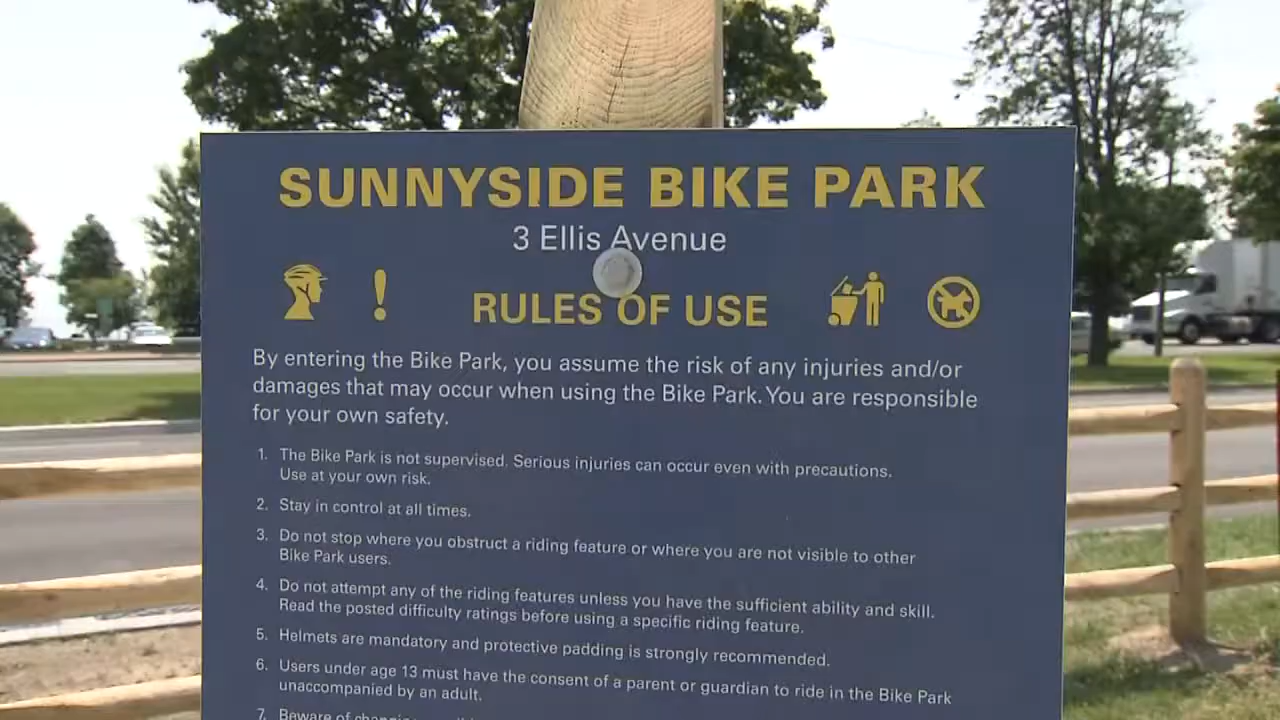 SUNNYSIDE BIKE PARK
3 Ellis Avenue
RULES OF USE
By entering the Bike Park, you assume the risk of any injuries and/or
damages that may occur when using the Bike Park. You are responsible
for your own safety.
1. The Bike Park is not supervised. Serious injuries can occur even with precautions.
Use at your own risk.
2. Stay in control at all times.
3. Do not stop where you obstruct a riding feature or where you are not visible to other
Bike Park users.
4. Do not attempt any of the riding features unless you have the sufficient ability and skill.
Read the posted difficulty ratings before using a specific riding feature.
5. Helmets are mandatory and protective padding is strongly recommended.
6. Users under age 13 must have the consent of a parent or guardian to ride in the Bike Park
unaccompanied by an adult.
7. Beware of